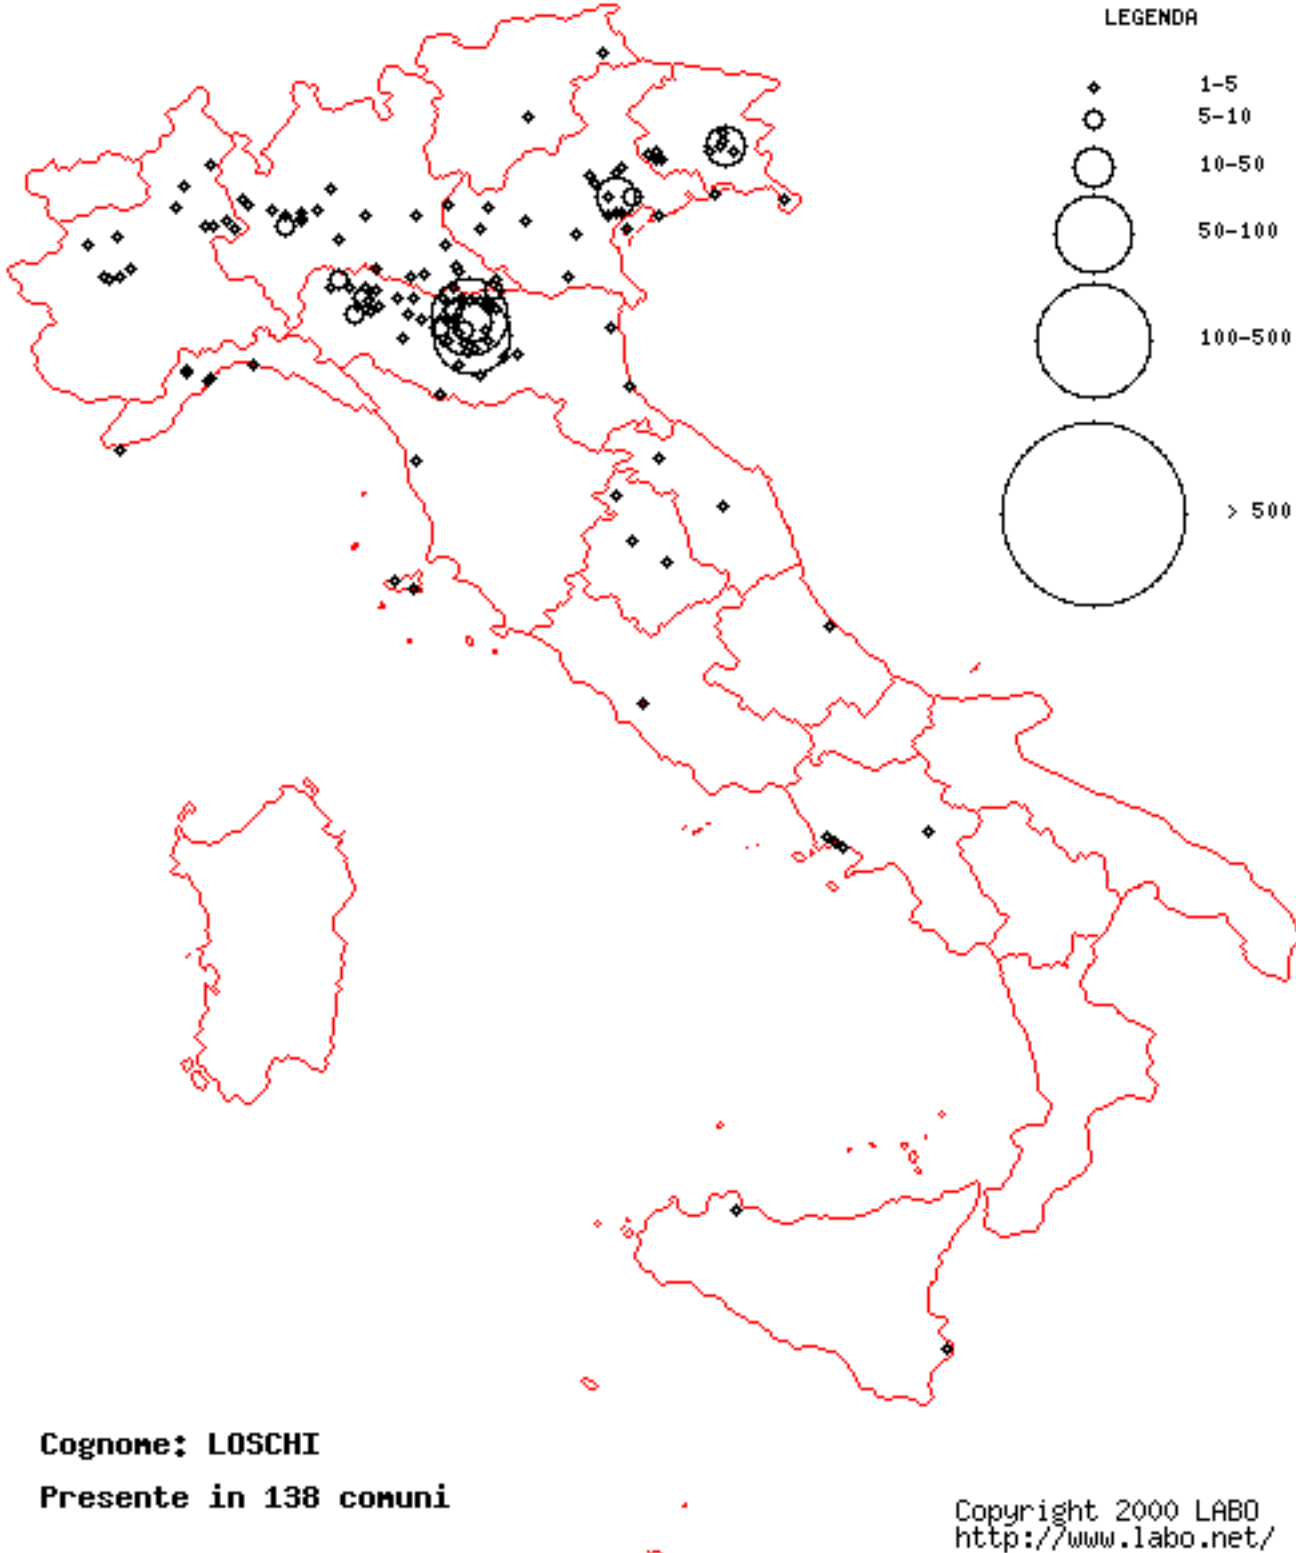 LEGENDA
1-5
5-10
10-50
50-100
100-500
> 500
Cognome: LOSCHI
Presente in 138 comuni
Copyright 2000 LABO
http://www.labo.net/